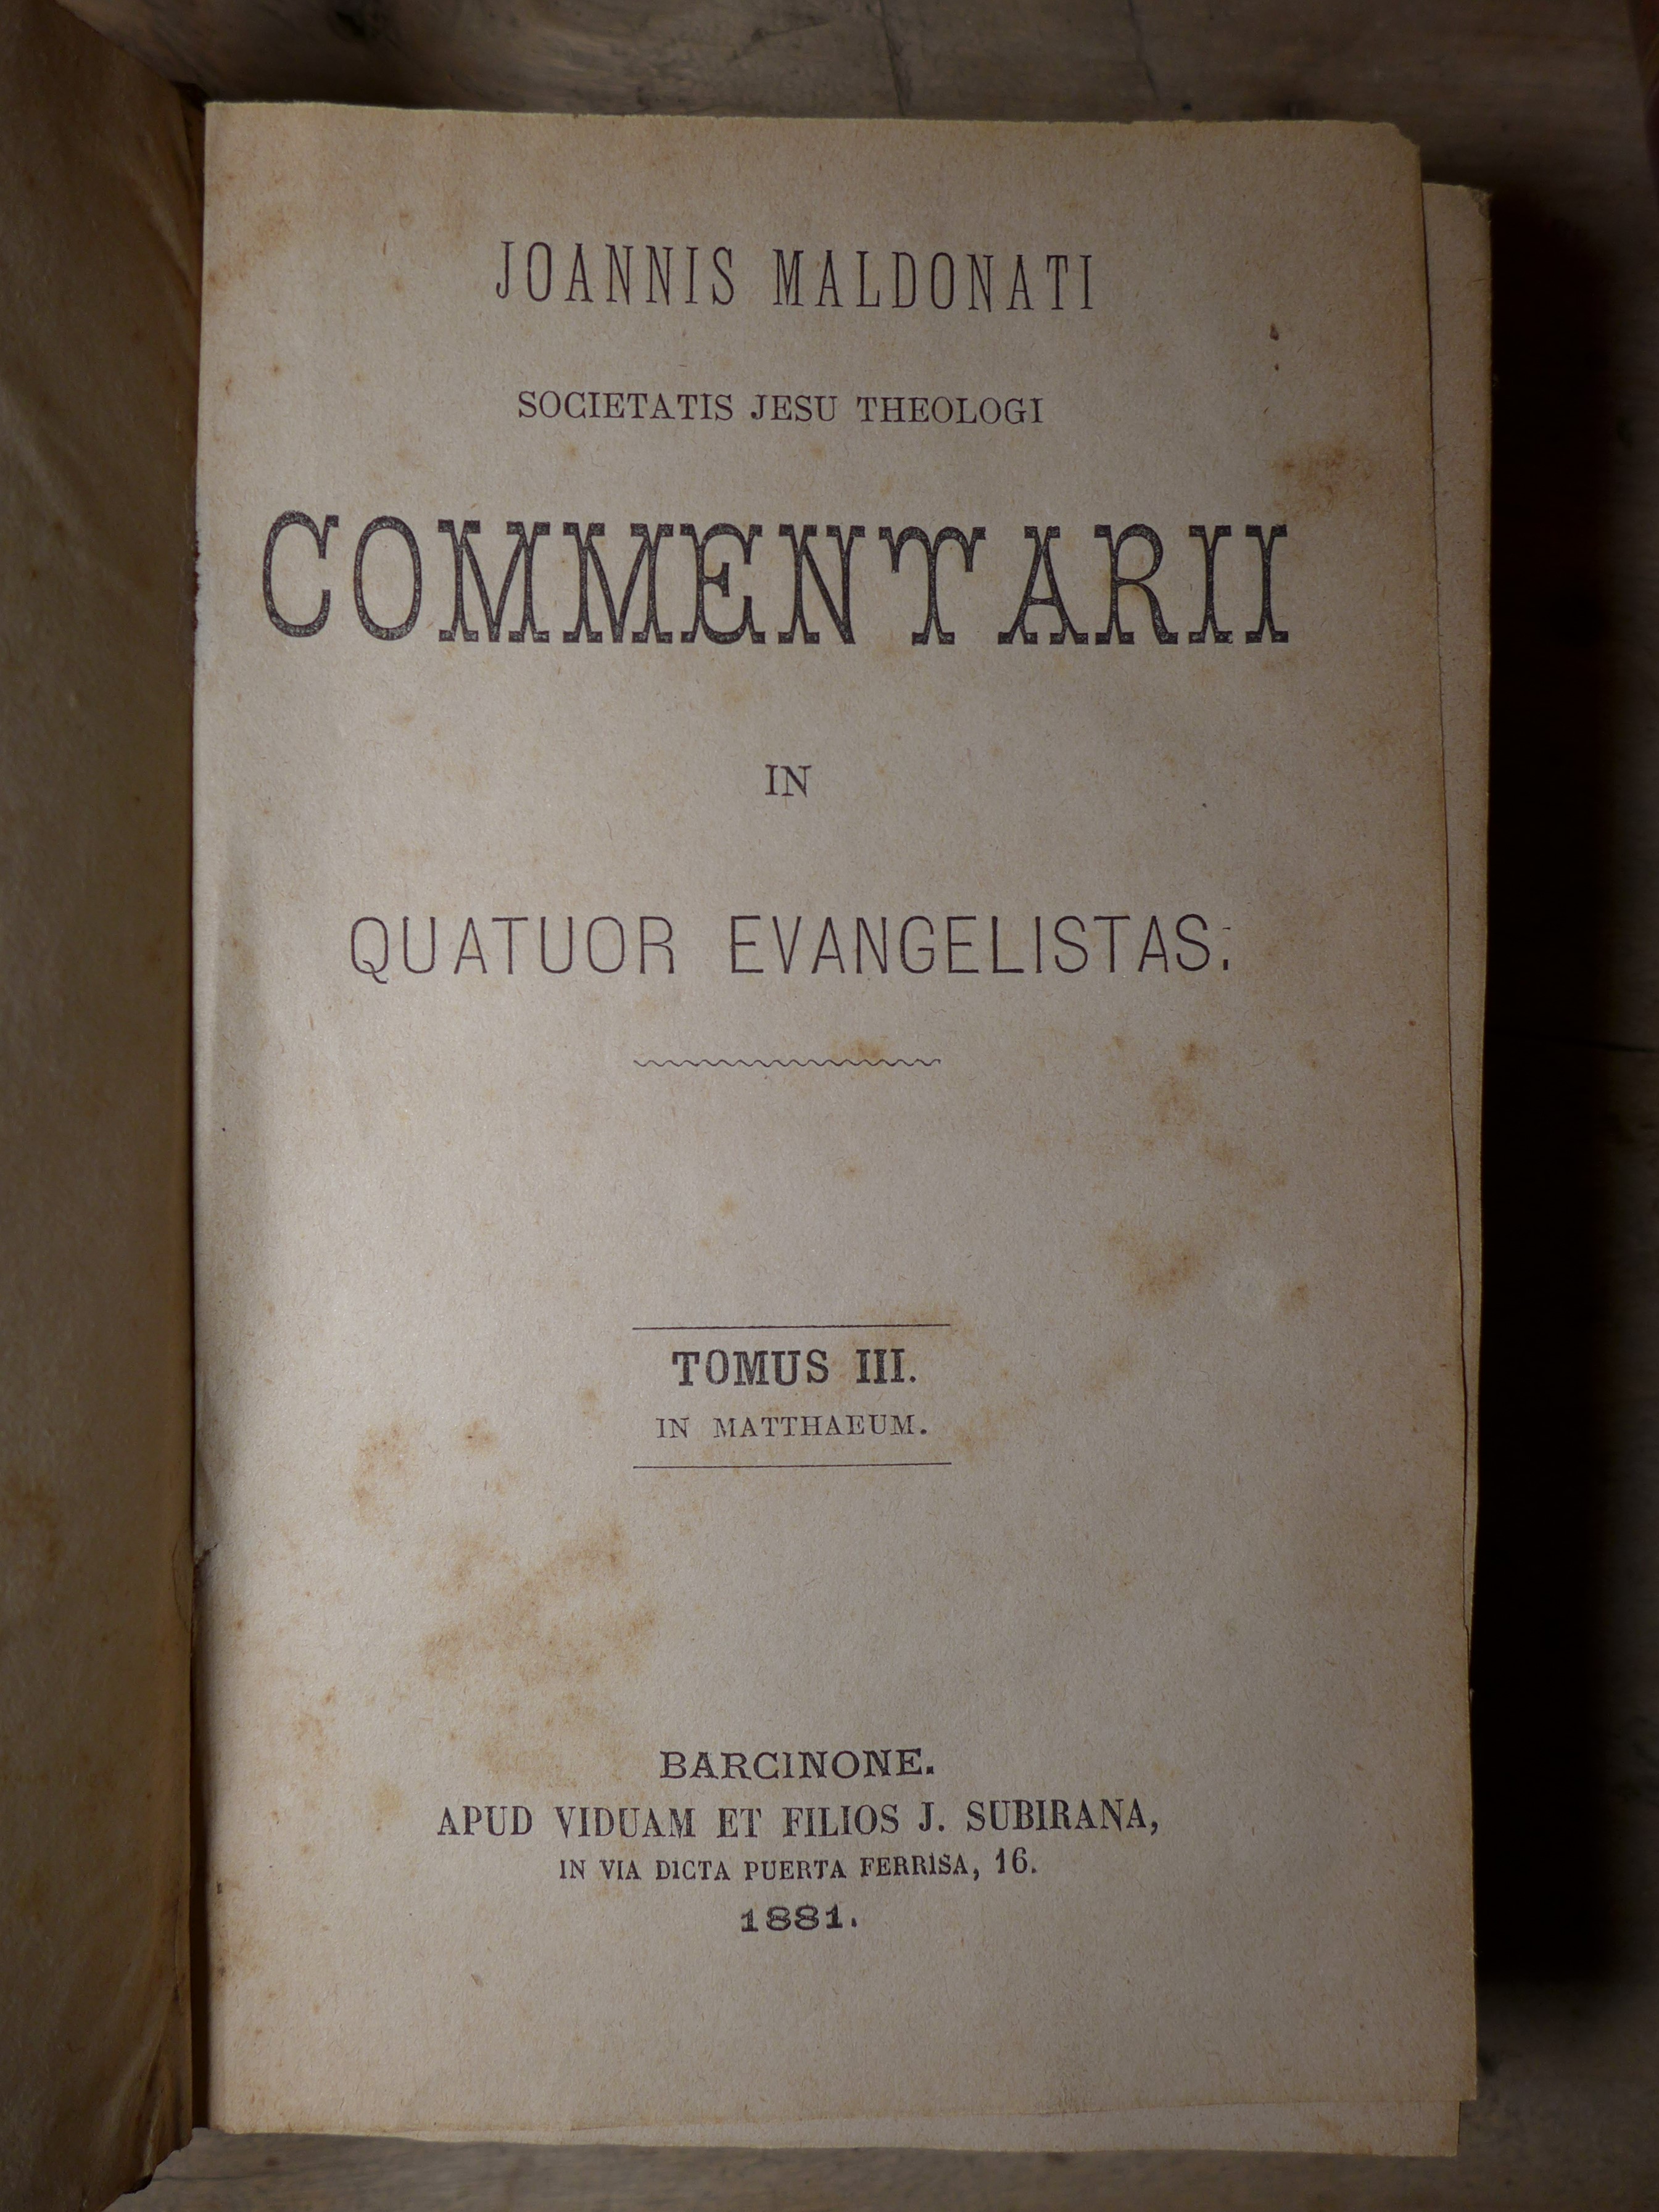 JOANNIS MALDONATI
SOCIETATIS JESU THEOLOGI
COMMENTARII
IN
QUATUOR EVANGELISTAS.
TOMUS III.
IN MATTHAEUM.
BARCINONE.
APUD VIDUAM ET FILIOS J. SUBIRANA,
IN VIA DICTA PUERTA FERRISA, 16.
1881.